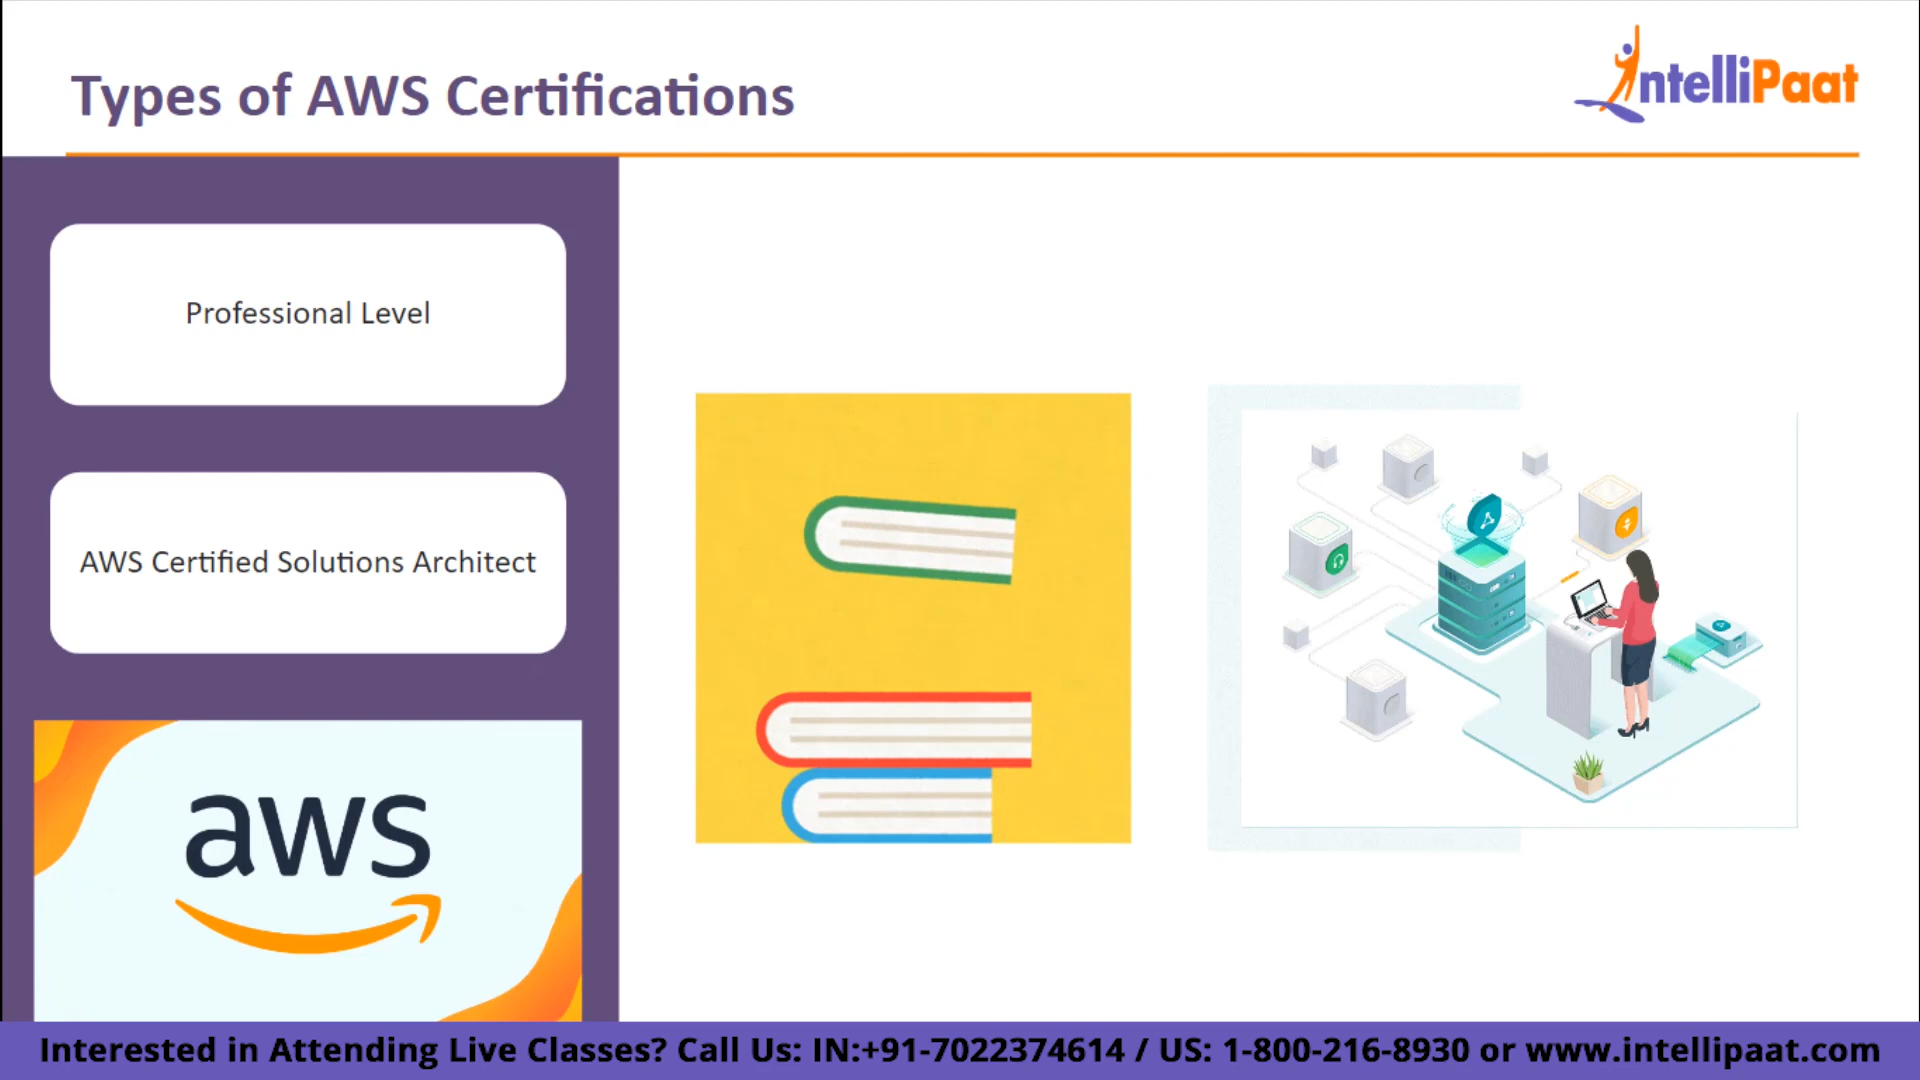 Types of AWS Certifications
IntelliPaat
Professional Level
AWS Certified Solutions Architect
aws
Interested in Attending Live Classes? Call Us: IN:+91-7022374614 / US: 1-800-216-8930 or www.intellipaat.com